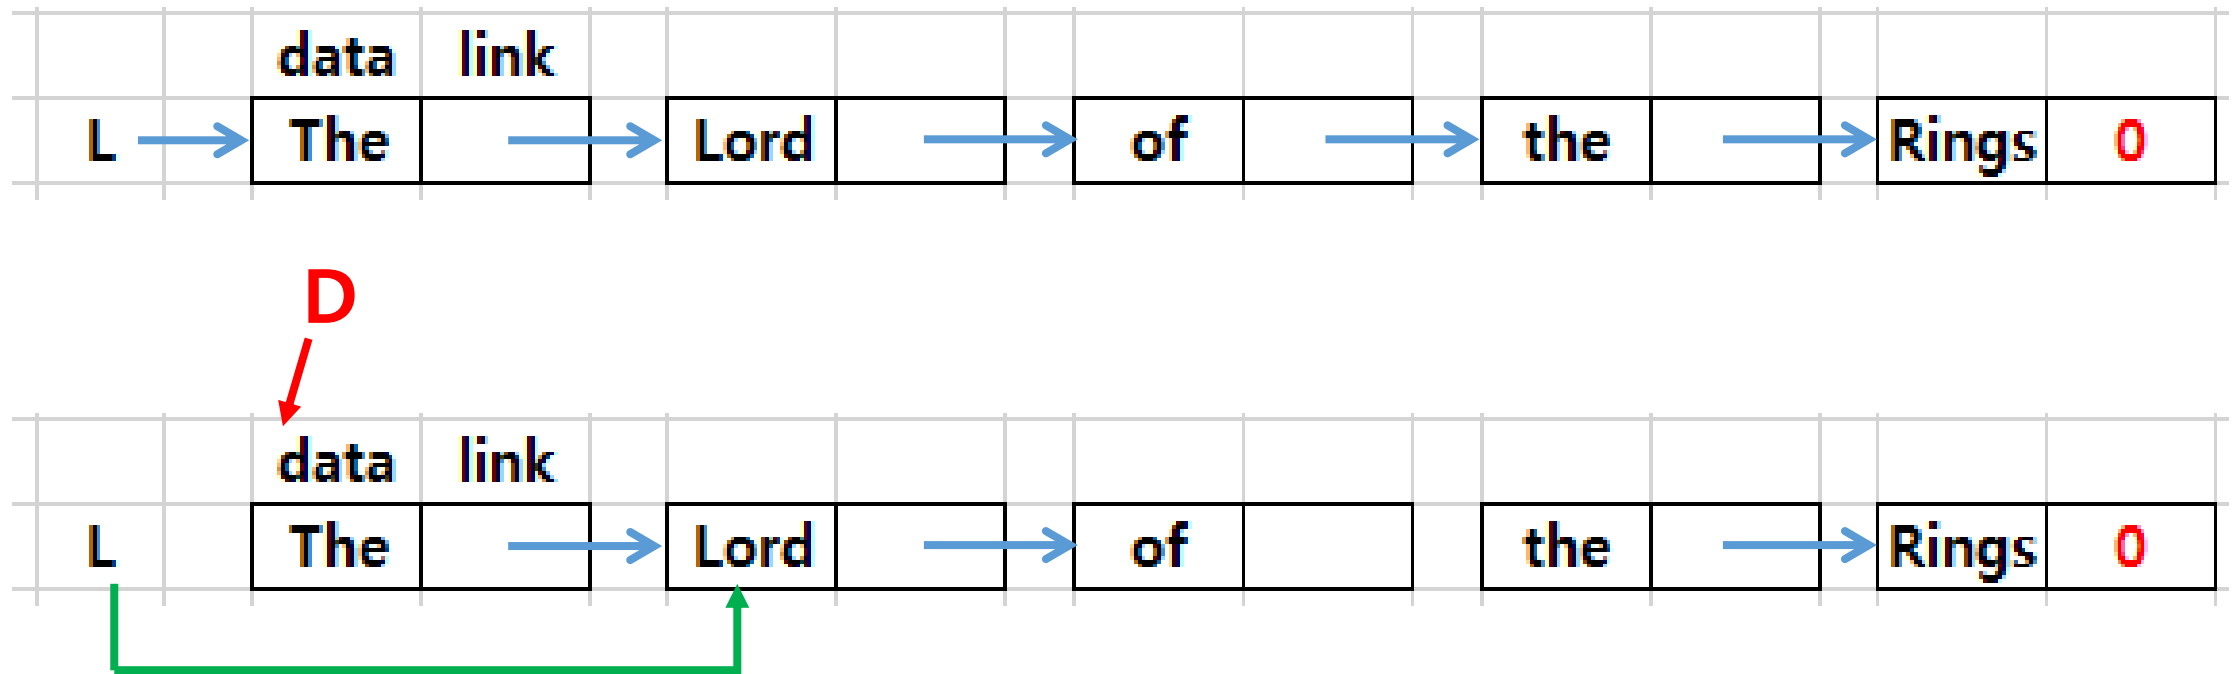 data link
L The Lord of the Rings 0
D
data link
L The Lord of the Rings 0